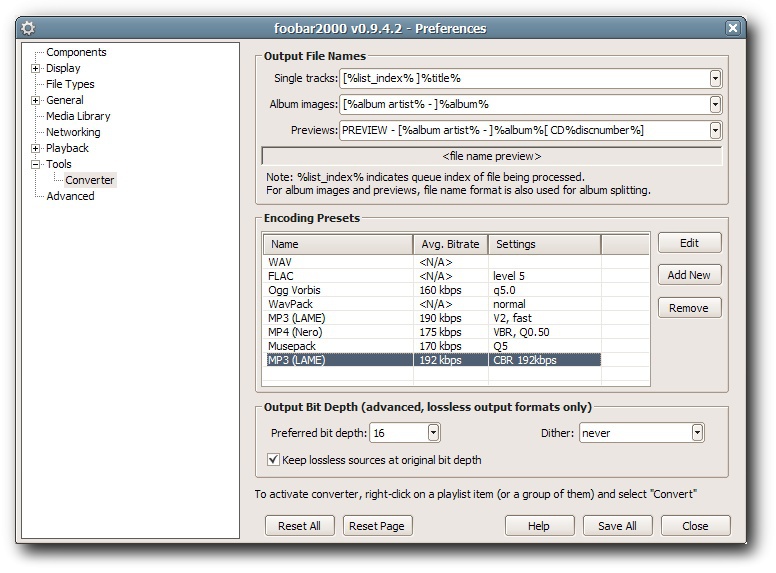 foobar2000 v0.9.4.2 - Preferences
Components
Display
File Types
General
Media Library
Networking
Playback
Tools
Converter
Advanced
Output File Names
Single tracks: [%list_index% ]%title%
Album images: [%album artist% - ]%album%
Previews: PREVIEW - [%album artist% - ]%album%[ CD%discnumber%]
<file name preview>
Note: %list_index% indicates queue index of file being processed.
For album images and previews, file name format is also used for album splitting.
Encoding Presets
Name Avg. Bitrate Settings
WAV <N/A>
FLAC <N/A> level 5
Ogg Vorbis 160 kbps q5.0
WavPack <N/A> normal
MP3 (LAME) 190 kbps V2, fast
MP4 (Nero) 175 kbps VBR, Q0.50
Musepack 170 kbps Q5
MP3 (LAME) 192 kbps CBR 192kbps
Edit
Add New
Remove
Output Bit Depth (advanced, lossless output formats only)
Preferred bit depth: 16 Dither: never
Keep lossless sources at original bit depth
To activate converter, right-click on a playlist item (or a group of them) and select "Convert"
Reset All Reset Page Help Save All Close